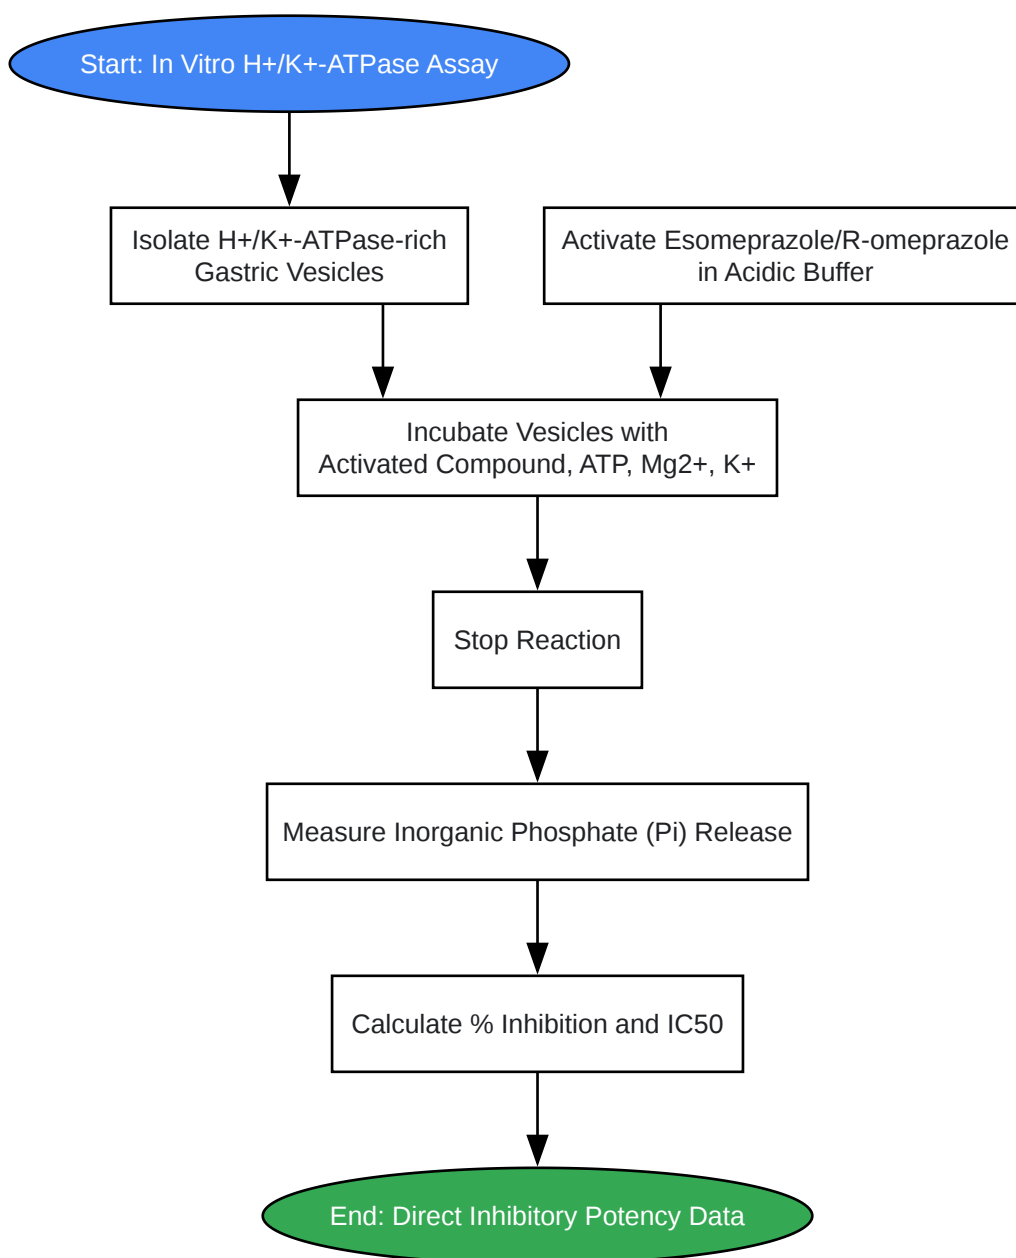 Start: In Vitro H+/K+-ATPase Assay
Isolate H+/K+-ATPase-rich
Gastric Vesicles
Activate Esomeprazole/R-omeprazole
in Acidic Buffer
Incubate Vesicles with
Activated Compound, ATP, Mg2+, K+
Stop Reaction
Measure Inorganic Phosphate (Pi) Release
Calculate % Inhibition and IC50
End: Direct Inhibitory Potency Data